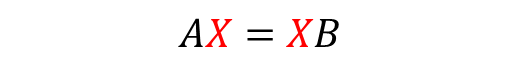 AX = XB